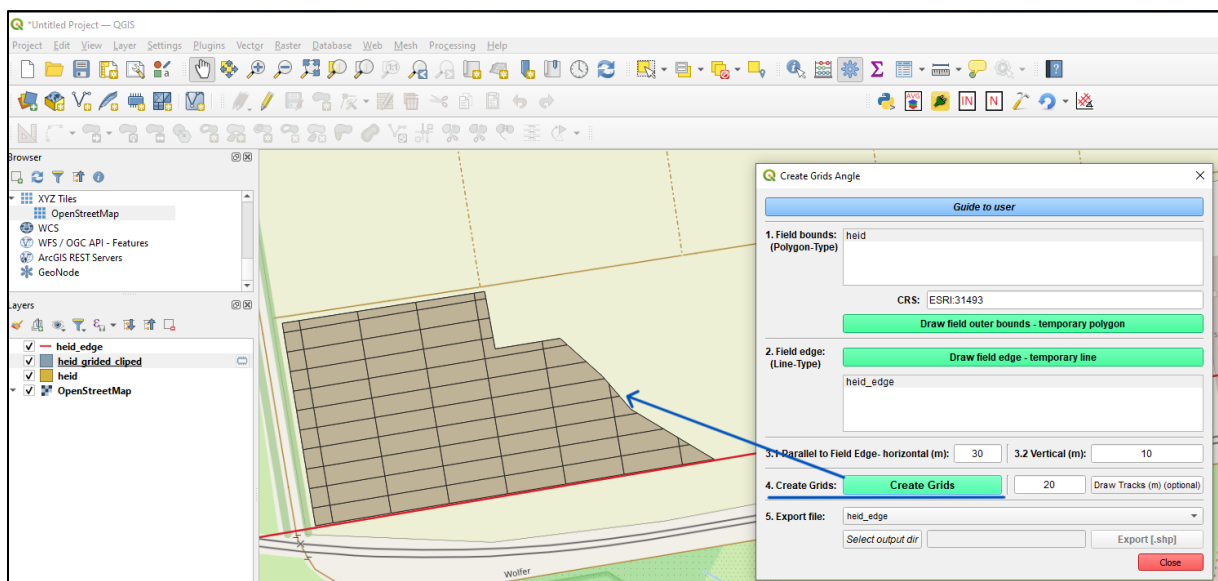 *Untitled Project — QGIS
Project Edit View Layer Settings Plugins Vector Raster Database Web Mesh Processing Help
AVG
IN
N
Browser
XYZ Tiles
OpenStreetMap
WCS
WFS / OGC API - Features
ArcGIS REST Servers
GeoNode
Layers
heid_edge
heid_grided_cliped
heid
OpenStreetMap
Wolfer
Create Grids Angle
Guide to user
1. Field bounds: heid
(Polygon-Type)
CRS: ESRI:31493
Draw field outer bounds - temporary polygon
2. Field edge: Draw field edge - temporary line
(Line-Type)
heid_edge
3.1 Parallel to Field Edge- horizontal (m): 30 3.2 Vertical (m): 10
4. Create Grids: Create Grids 20 Draw Tracks (m) (optional)
5. Export file: heid_edge
Select output dir Export [.shp]
Close